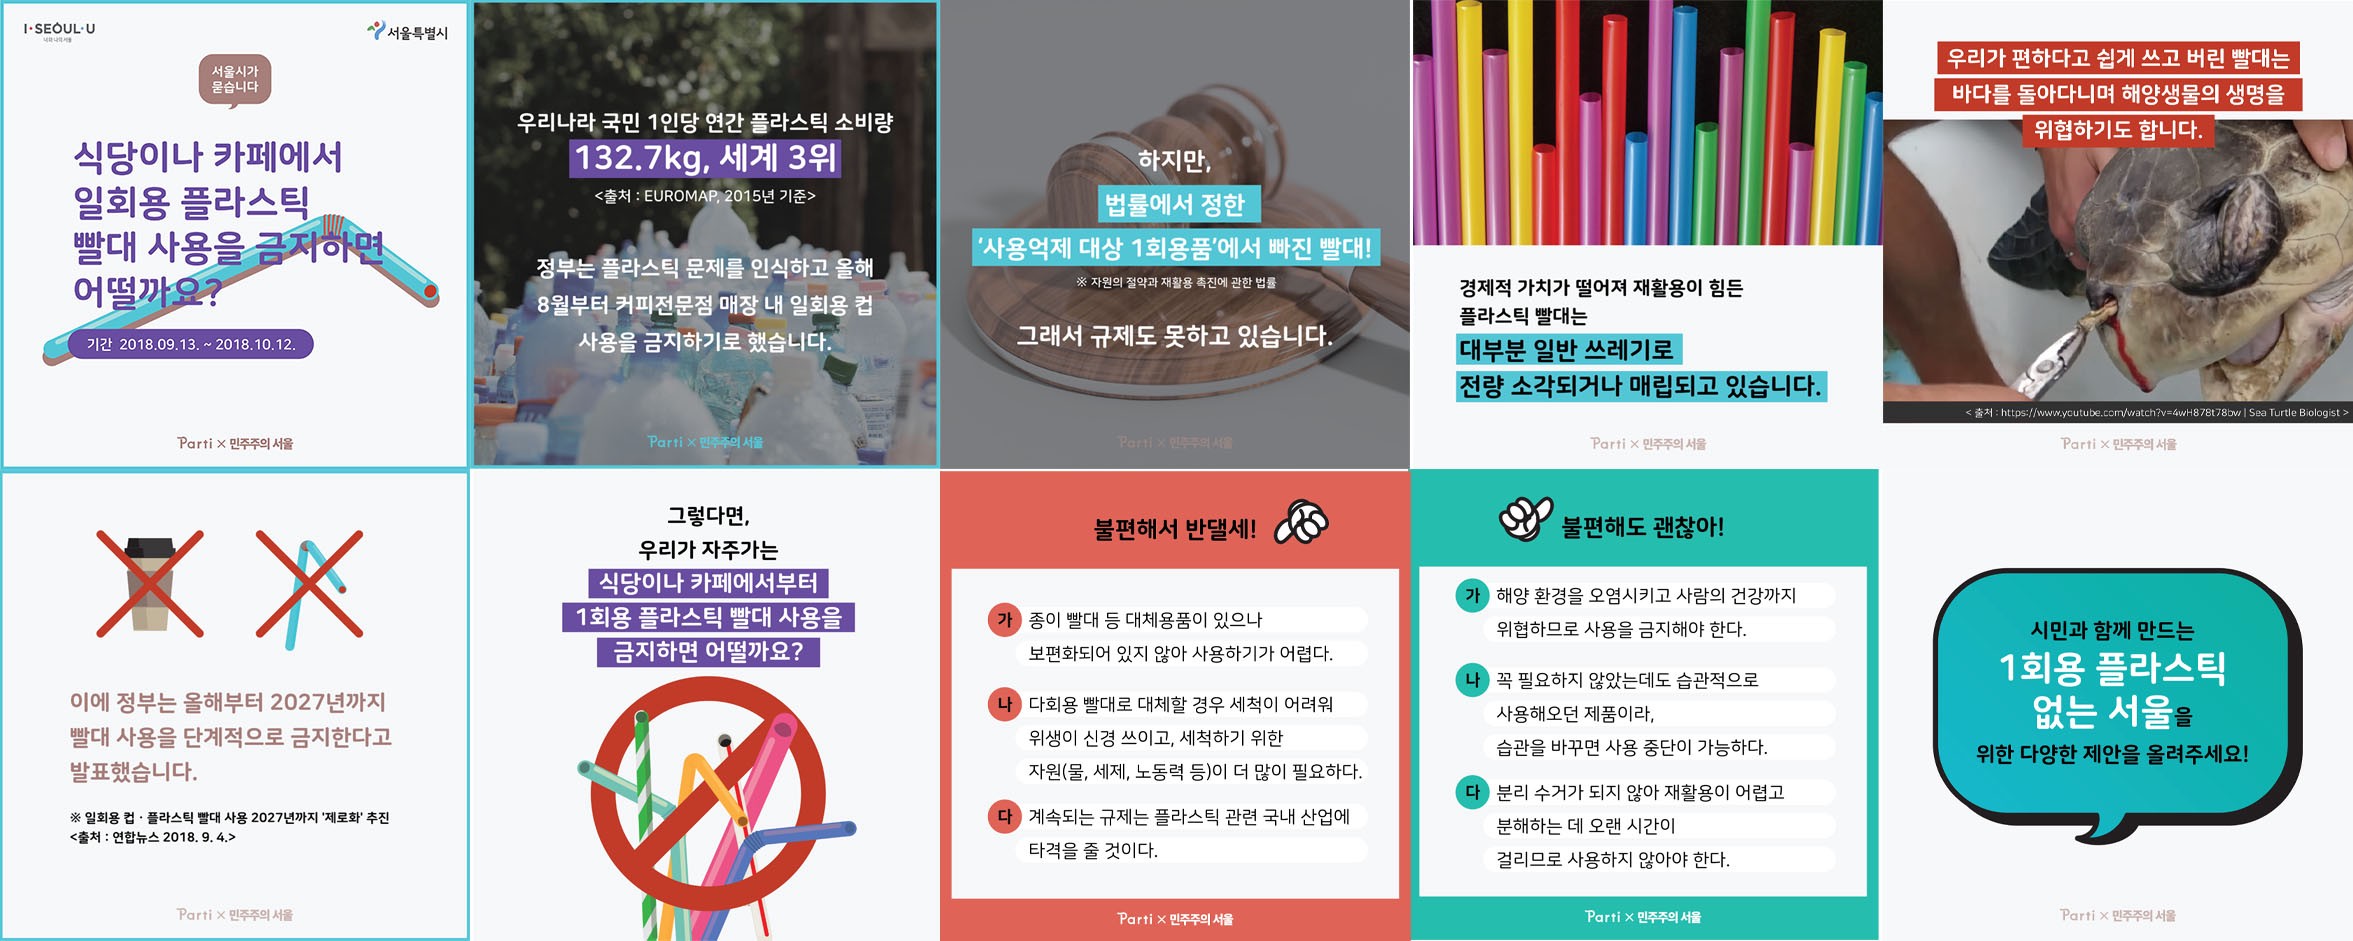 I·SEOUL·U
너와 나의 서울
서울특별시
서울시가
묻습니다
식당이나 카페에서
일회용 플라스틱
빨대 사용을 금지하면
어떨까요?
기간 2018.09.13. ~ 2018.10.12.
Parti × 민주주의 서울
우리나라 국민 1인당 연간 플라스틱 소비량
132.7kg, 세계 3위
<출처 : EUROMAP, 2015년 기준>
정부는 플라스틱 문제를 인식하고 올해
8월부터 커피전문점 매장 내 일회용 컵
사용을 금지하기로 했습니다.
Parti × 민주주의 서울
하지만,
법률에서 정한
‘사용억제 대상 1회용품’에서 빠진 빨대!
※ 자원의 절약과 재활용 촉진에 관한 법률
그래서 규제도 못하고 있습니다.
Parti × 민주주의 서울
경제적 가치가 떨어져 재활용이 힘든
플라스틱 빨대는
대부분 일반 쓰레기로
전량 소각되거나 매립되고 있습니다.
Parti × 민주주의 서울
우리가 편하다고 쉽게 쓰고 버린 빨대는
바다를 돌아다니며 해양생물의 생명을
위협하기도 합니다.
< 출처 : https://www.youtube.com/watch?v=4wH878t78bw | Sea Turtle Biologist >
Parti × 민주주의 서울
이에 정부는 올해부터 2027년까지
빨대 사용을 단계적으로 금지한다고
발표했습니다.
※ 일회용 컵 · 플라스틱 빨대 사용 2027년까지 '제로화' 추진
<출처 : 연합뉴스 2018. 9. 4.>
Parti × 민주주의 서울
그렇다면,
우리가 자주가는
식당이나 카페에서부터
1회용 플라스틱 빨대 사용을
금지하면 어떨까요?
불편해서 반댈세!
가 종이 빨대 등 대체용품이 있으나
보편화되어 있지 않아 사용하기가 어렵다.
나 다회용 빨대로 대체할 경우 세척이 어려워
위생이 신경 쓰이고, 세척하기 위한
자원(물, 세제, 노동력 등)이 더 많이 필요하다.
다 계속되는 규제는 플라스틱 관련 국내 산업에
타격을 줄 것이다.
Parti × 민주주의 서울
불편해도 괜찮아!
가 해양 환경을 오염시키고 사람의 건강까지
위협하므로 사용을 금지해야 한다.
나 꼭 필요하지 않았는데도 습관적으로
사용해오던 제품이라,
습관을 바꾸면 사용 중단이 가능하다.
다 분리 수거가 되지 않아 재활용이 어렵고
분해하는 데 오랜 시간이
걸리므로 사용하지 않아야 한다.
Parti × 민주주의 서울
시민과 함께 만드는
1회용 플라스틱
없는 서울을
위한 다양한 제안을 올려주세요!
Parti × 민주주의 서울